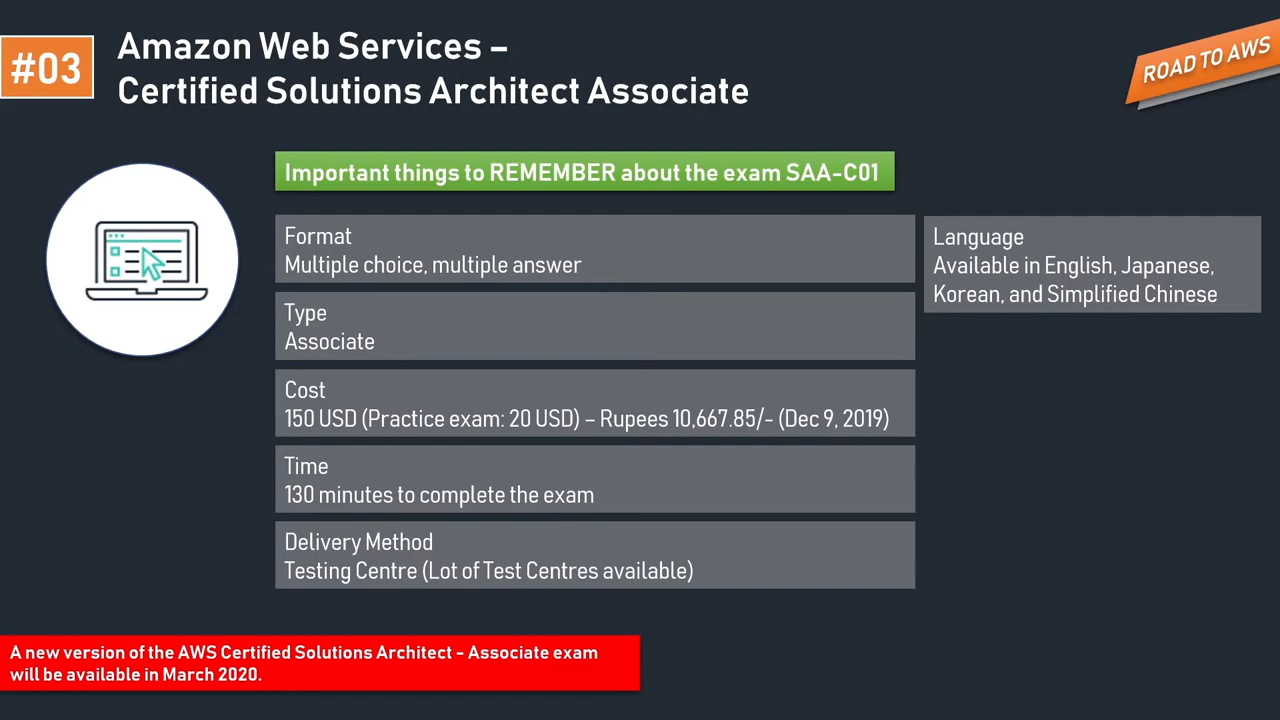 #03
Amazon Web Services –
Certified Solutions Architect Associate
ROAD TO AWS
Important things to REMEMBER about the exam SAA-C01
Format
Multiple choice, multiple answer
Type
Associate
Cost
150 USD (Practice exam: 20 USD) – Rupees 10,667.85/- (Dec 9, 2019)
Time
130 minutes to complete the exam
Delivery Method
Testing Centre (Lot of Test Centres available)
Language
Available in English, Japanese,
Korean, and Simplified Chinese
A new version of the AWS Certified Solutions Architect - Associate exam
will be available in March 2020.